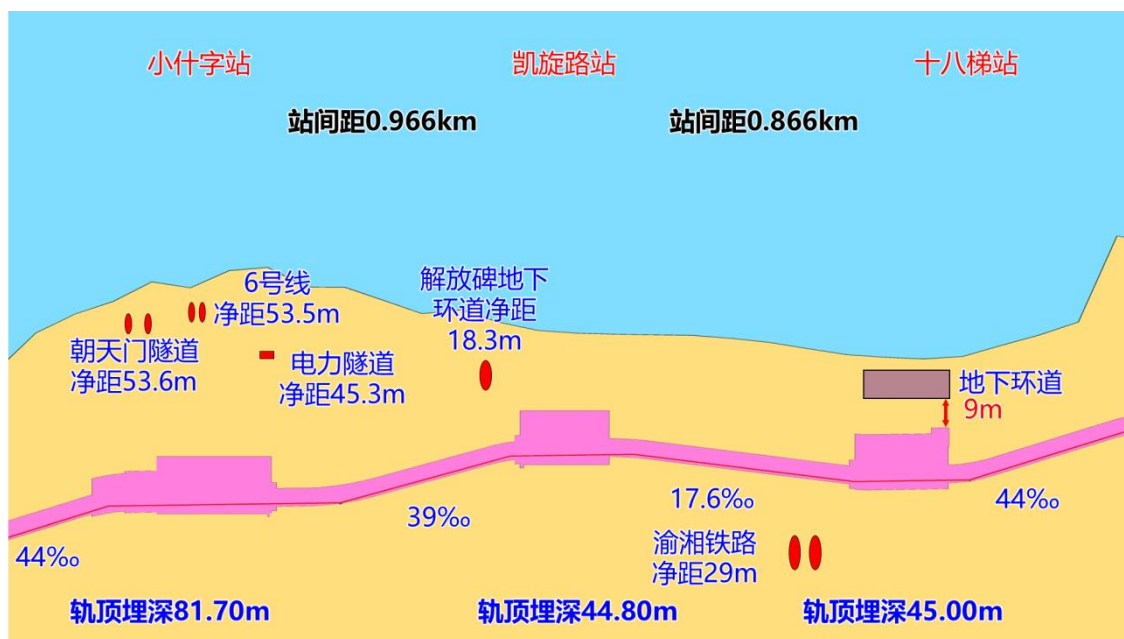 小什字站
凯旋路站
十八梯站
站间距0.966km
站间距0.866km
6号线
净距53.5m
解放碑地下
环道净距
18.3m
朝天门隧道
净距53.6m
电力隧道
净距45.3m
地下环道
9m
44‰
39‰
17.6‰
44‰
渝湘铁路
净距29m
轨顶埋深81.70m
轨顶埋深44.80m
轨顶埋深45.00m